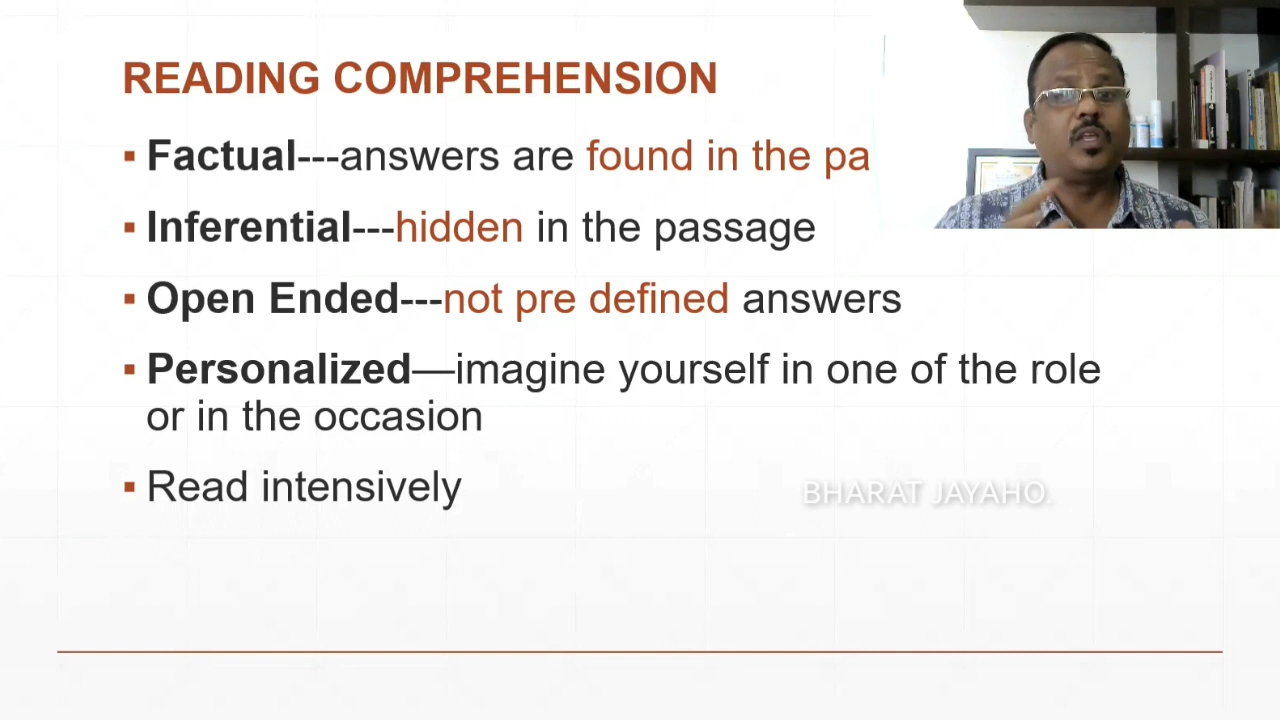 READING COMPREHENSION
▪ Factual---answers are found in the pa
▪ Inferential---hidden in the passage
▪ Open Ended---not pre defined answers
▪ Personalized—imagine yourself in one of the role
or in the occasion
▪ Read intensively
BHARAT JAYAHO.